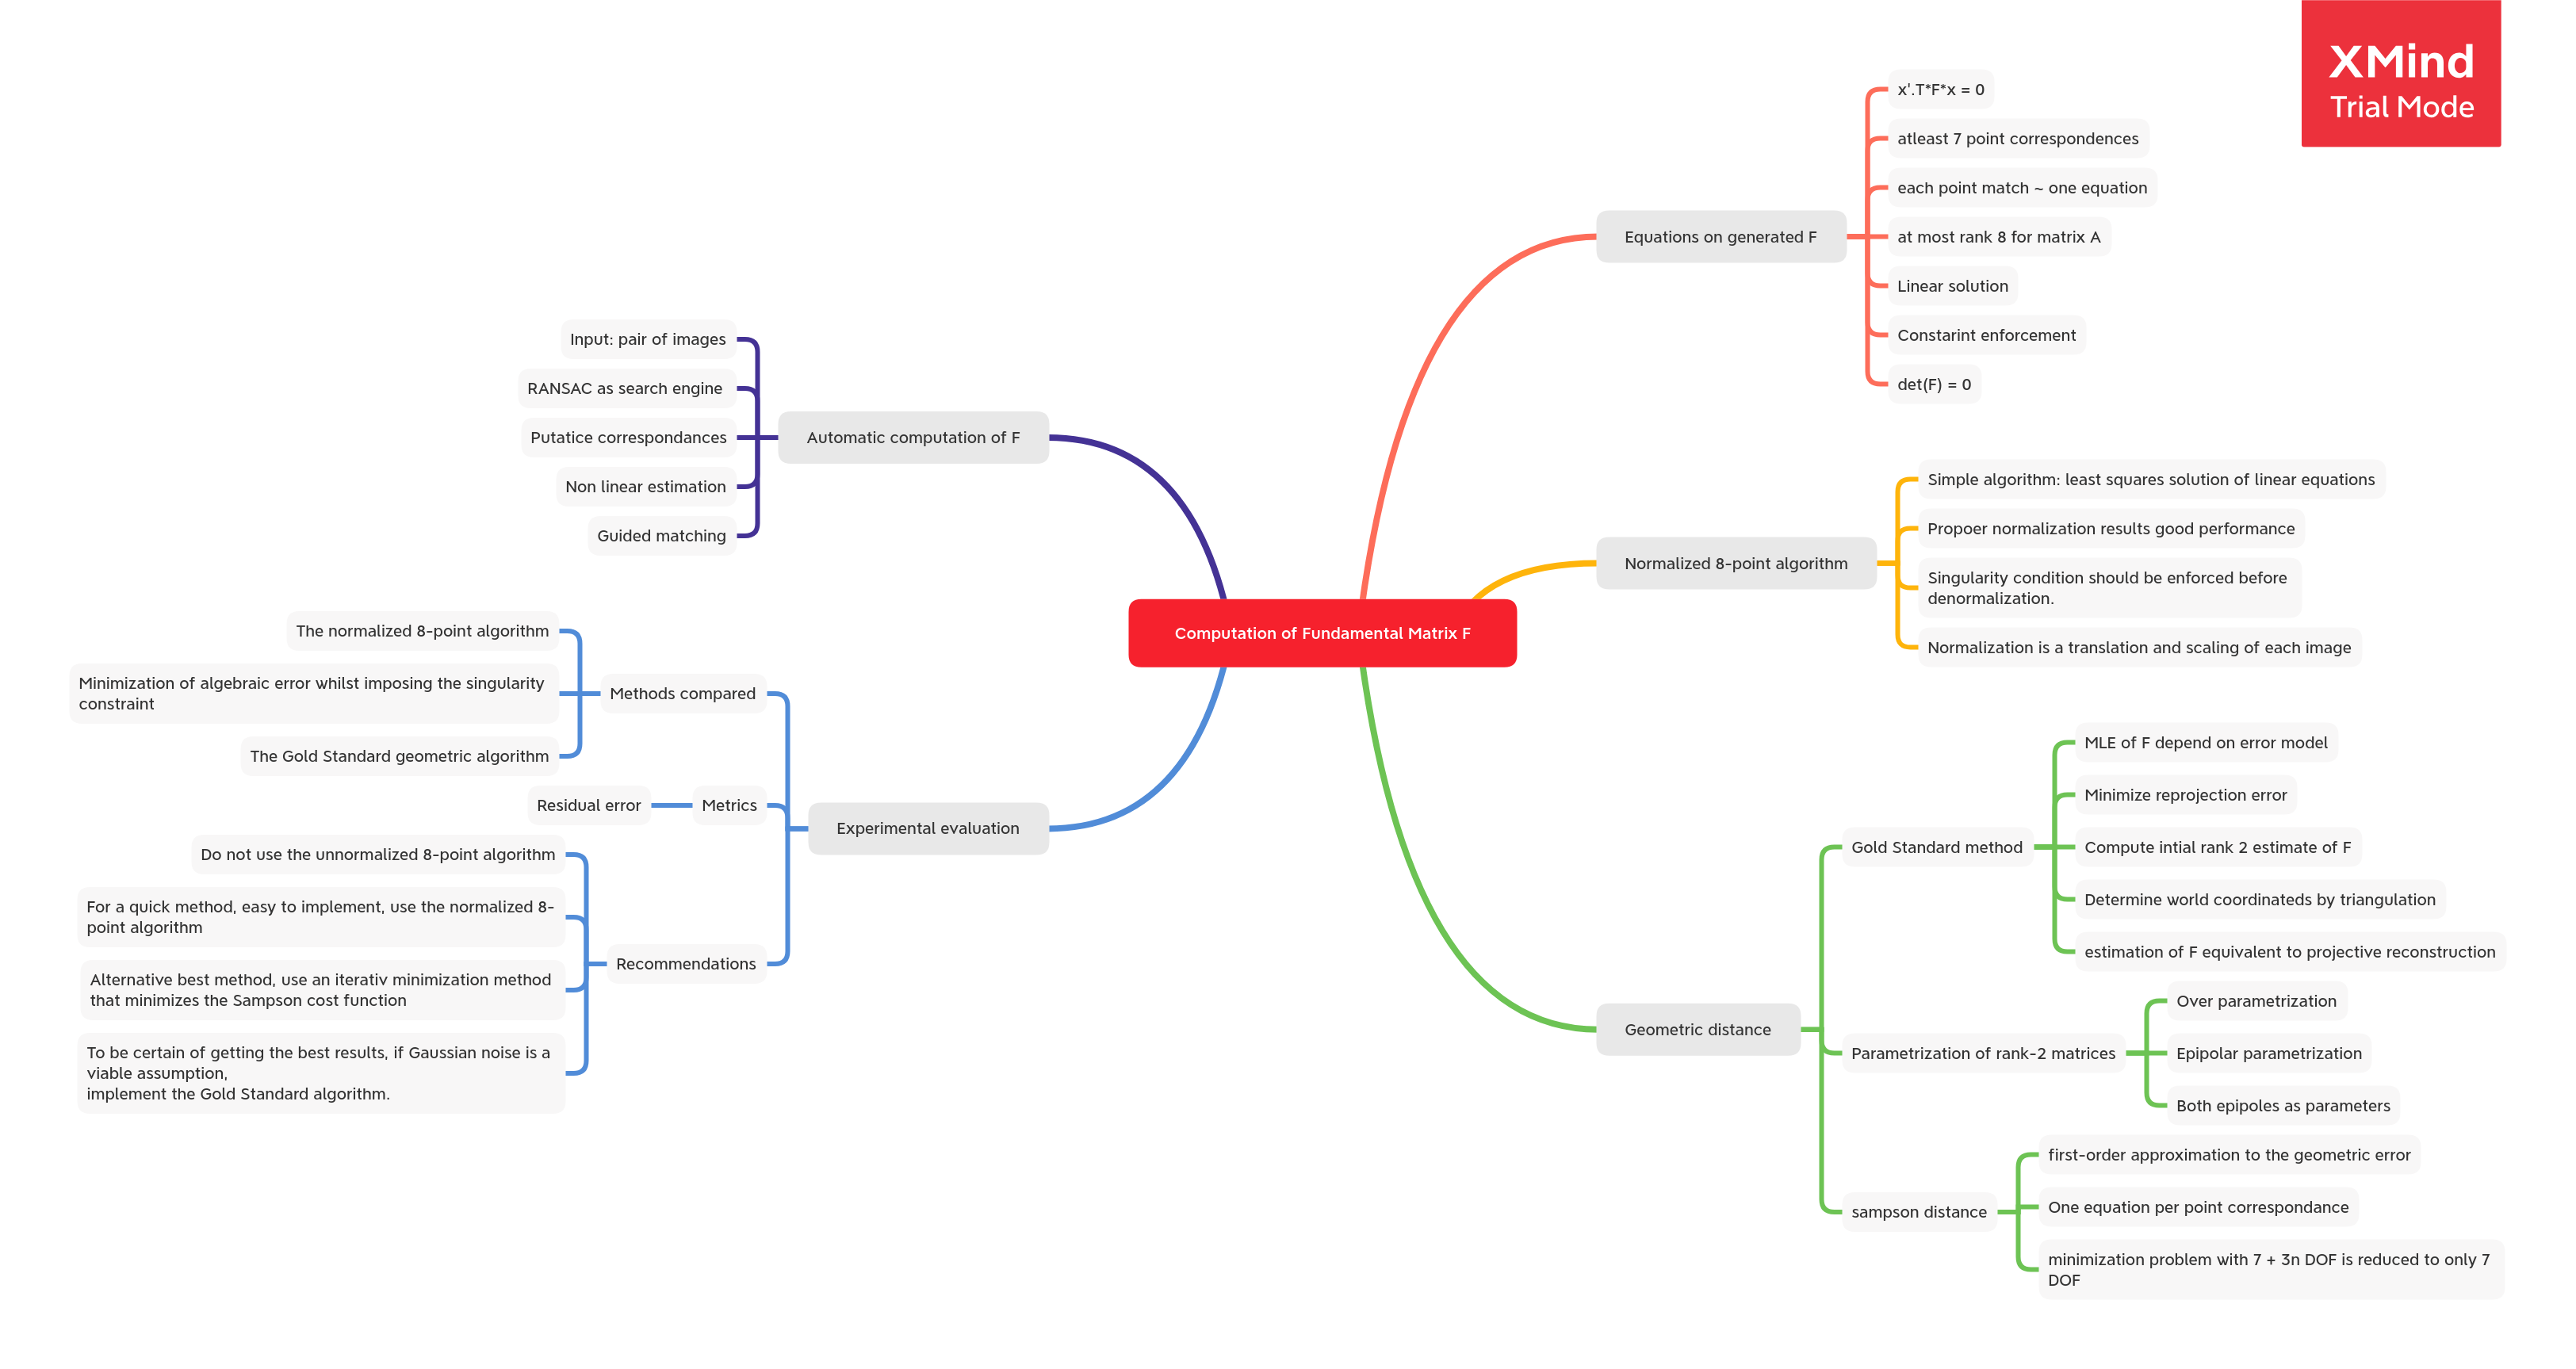 XMind
Trial Mode
Computation of Fundamental Matrix F
Equations on generated F
x'.T*F*x = 0
atleast 7 point correspondences
each point match ~ one equation
at most rank 8 for matrix A
Linear solution
Constarint enforcement
det(F) = 0
Normalized 8-point algorithm
Simple algorithm: least squares solution of linear equations
Propoer normalization results good performance
Singularity condition should be enforced before
denormalization.
Normalization is a translation and scaling of each image
Geometric distance
Gold Standard method
MLE of F depend on error model
Minimize reprojection error
Compute intial rank 2 estimate of F
Determine world coordinateds by triangulation
estimation of F equivalent to projective reconstruction
Parametrization of rank-2 matrices
Over parametrization
Epipolar parametrization
Both epipoles as parameters
sampson distance
first-order approximation to the geometric error
One equation per point correspondance
minimization problem with 7 + 3n DOF is reduced to only 7
DOF
Automatic computation of F
Input: pair of images
RANSAC as search engine
Putatice correspondances
Non linear estimation
Guided matching
Experimental evaluation
Methods compared
The normalized 8-point algorithm
Minimization of algebraic error whilst imposing the singularity
constraint
The Gold Standard geometric algorithm
Metrics
Residual error
Recommendations
Do not use the unnormalized 8-point algorithm
For a quick method, easy to implement, use the normalized 8-
point algorithm
Alternative best method, use an iterativ minimization method
that minimizes the Sampson cost function
To be certain of getting the best results, if Gaussian noise is a
viable assumption,
implement the Gold Standard algorithm.